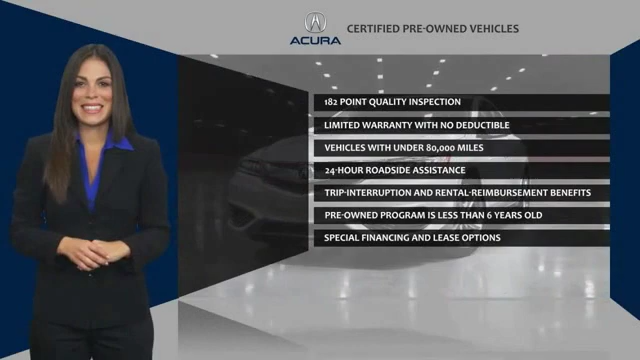 ACURA
CERTIFIED PRE-OWNED VEHICLES
182 POINT QUALITY INSPECTION
LIMITED WARRANTY WITH NO DEDUCTIBLE
VEHICLES WITH UNDER 80,000 MILES
24-HOUR ROADSIDE ASSISTANCE
TRIP-INTERRUPTION AND RENTAL-REIMBURSEMENT BENEFITS
PRE-OWNED PROGRAM IS LESS THAN 6 YEARS OLD
SPECIAL FINANCING AND LEASE OPTIONS